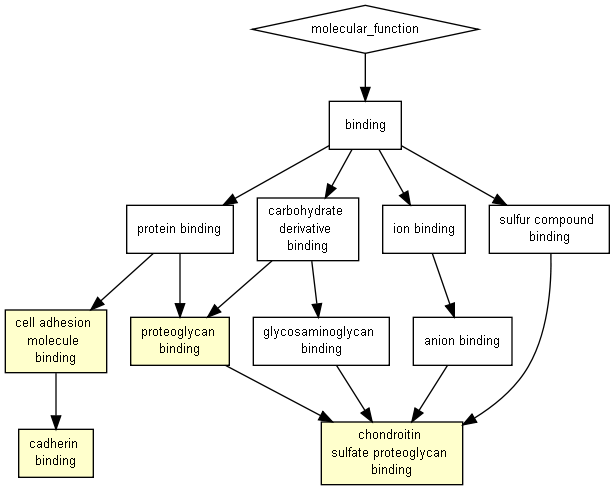 molecular_function
binding
protein binding
carbohydrate
derivative
binding
ion binding
sulfur compound
binding
cell adhesion
molecule
binding
proteoglycan
binding
glycosaminoglycan
binding
anion binding
cadherin
binding
chondroitin
sulfate proteoglycan
binding